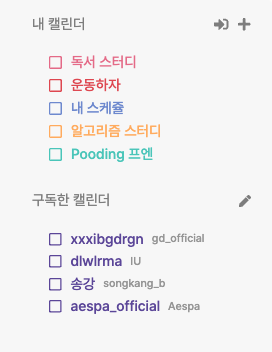 내 캘린더
독서 스터디
운동하자
내 스케쥴
알고리즘 스터디
Pooding 프엔
구독한 캘린더
xxxibgdrgn gd_official
dlwlrma IU
송강 songkang_b
aespa_official Aespa